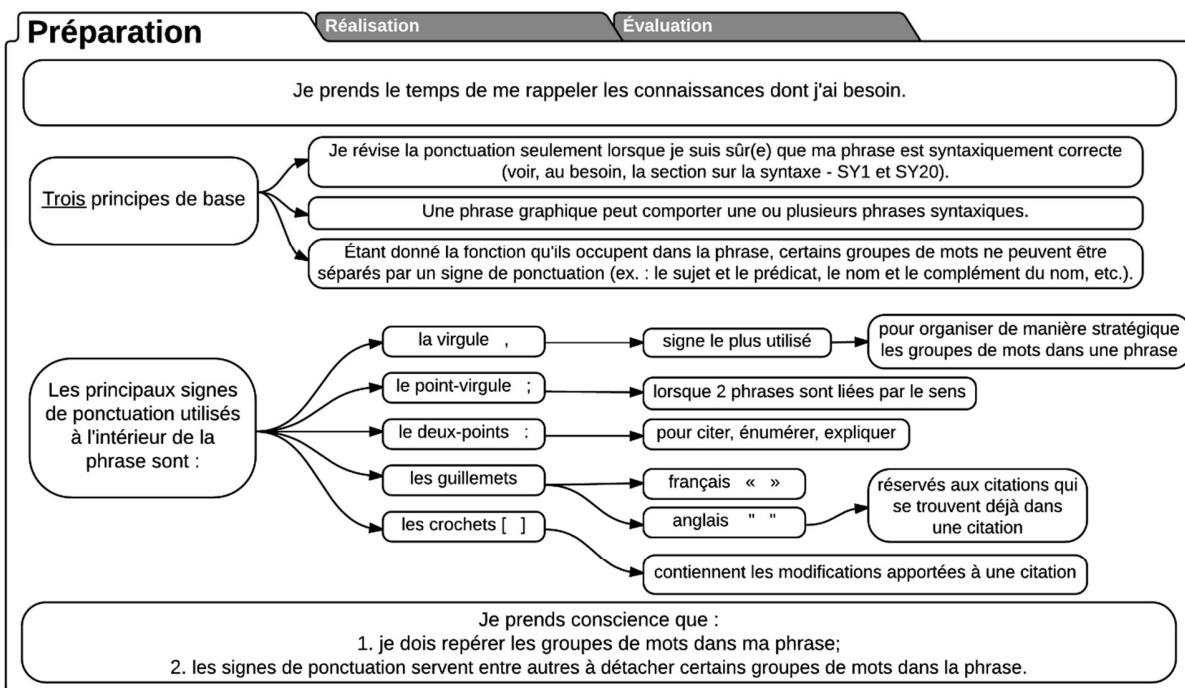 Préparation
Réalisation
Évaluation
Je prends le temps de me rappeler les connaissances dont j'ai besoin.
Trois principes de base
Je révise la ponctuation seulement lorsque je suis sûr(e) que ma phrase est syntaxiquement correcte
(voir, au besoin, la section sur la syntaxe - SY1 et SY20).
Une phrase graphique peut comporter une ou plusieurs phrases syntaxiques.
Étant donné la fonction qu'ils occupent dans la phrase, certains groupes de mots ne peuvent être
séparés par un signe de ponctuation (ex. : le sujet et le prédicat, le nom et le complément du nom, etc.).
Les principaux signes
de ponctuation utilisés
à l'intérieur de la
phrase sont :
la virgule ,
signe le plus utilisé
pour organiser de manière stratégique
les groupes de mots dans une phrase
le point-virgule ;
lorsque 2 phrases sont liées par le sens
le deux-points :
pour citer, énumérer, expliquer
les guillemets
français « »
anglais " "
réservés aux citations qui
se trouvent déjà dans
une citation
les crochets [ ]
contiennent les modifications apportées à une citation
Je prends conscience que :
1. je dois repérer les groupes de mots dans ma phrase;
2. les signes de ponctuation servent entre autres à détacher certains groupes de mots dans la phrase.